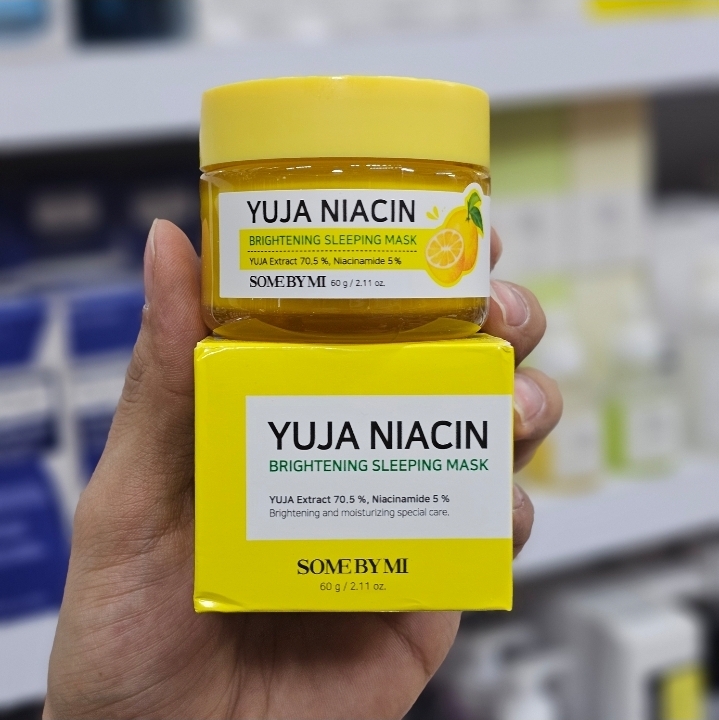 YUJA NIACIN
BRIGHTENING SLEEPING MASK
YUJA Extract 70.5 %, Niacinamide 5%
SOME BY MI 60 g / 2.11 oz.
YUJA NIACIN
BRIGHTENING SLEEPING MASK
YUJA Extract 70.5 %, Niacinamide 5 %
Brightening and moisturizing special care.
SOME BY MI
60 g / 2.11 oz.